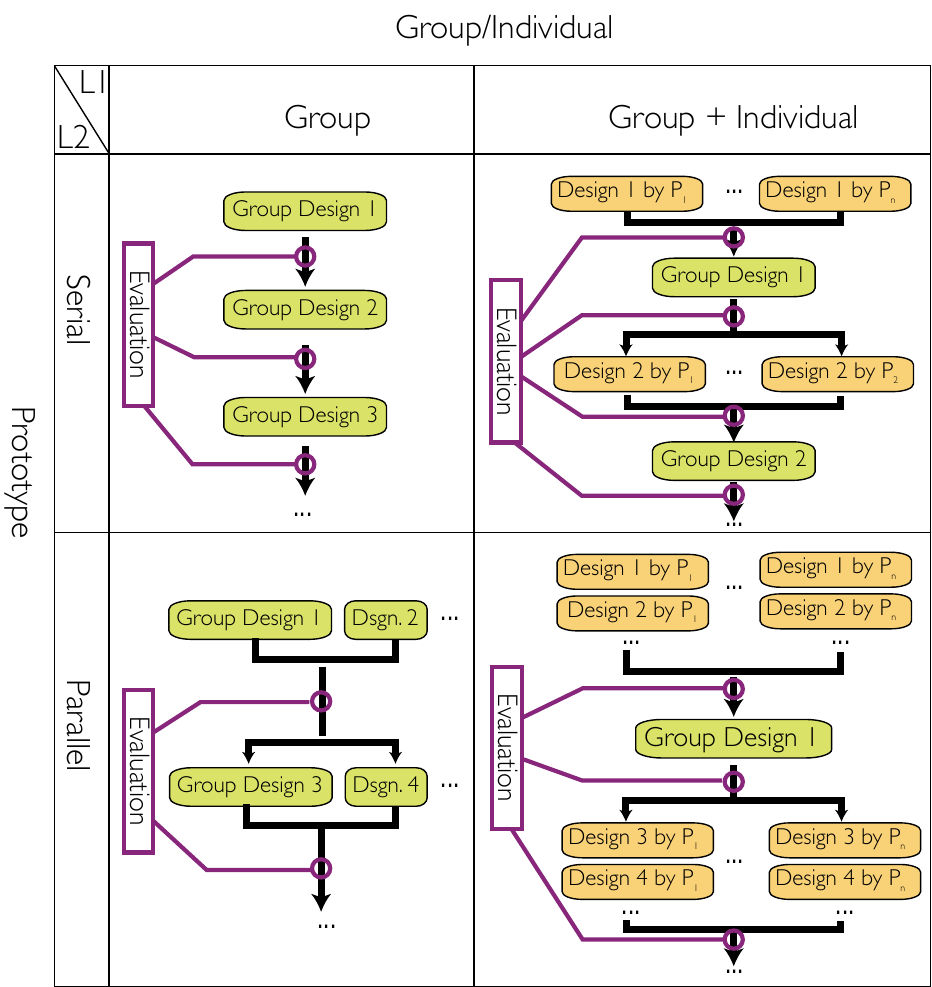 Group/Individual
L1
L2
Group
Group + Individual
Prototype
Serial
Group Design 1
Group Design 2
Group Design 3
...
Evaluation
Design 1 by P1 ... Design 1 by Pn
Group Design 1
Design 2 by P1 ... Design 2 by P2
Group Design 2
...
Evaluation
Parallel
Group Design 1 Dsgn. 2 ...
Group Design 3 Dsgn. 4 ...
...
Evaluation
Design 1 by P1 ... Design 1 by Pn
Design 2 by P1 Design 2 by Pn
... ...
Group Design 1
Design 3 by P1 ... Design 3 by Pn
Design 4 by P1 Design 4 by Pn
... ...
...
Evaluation